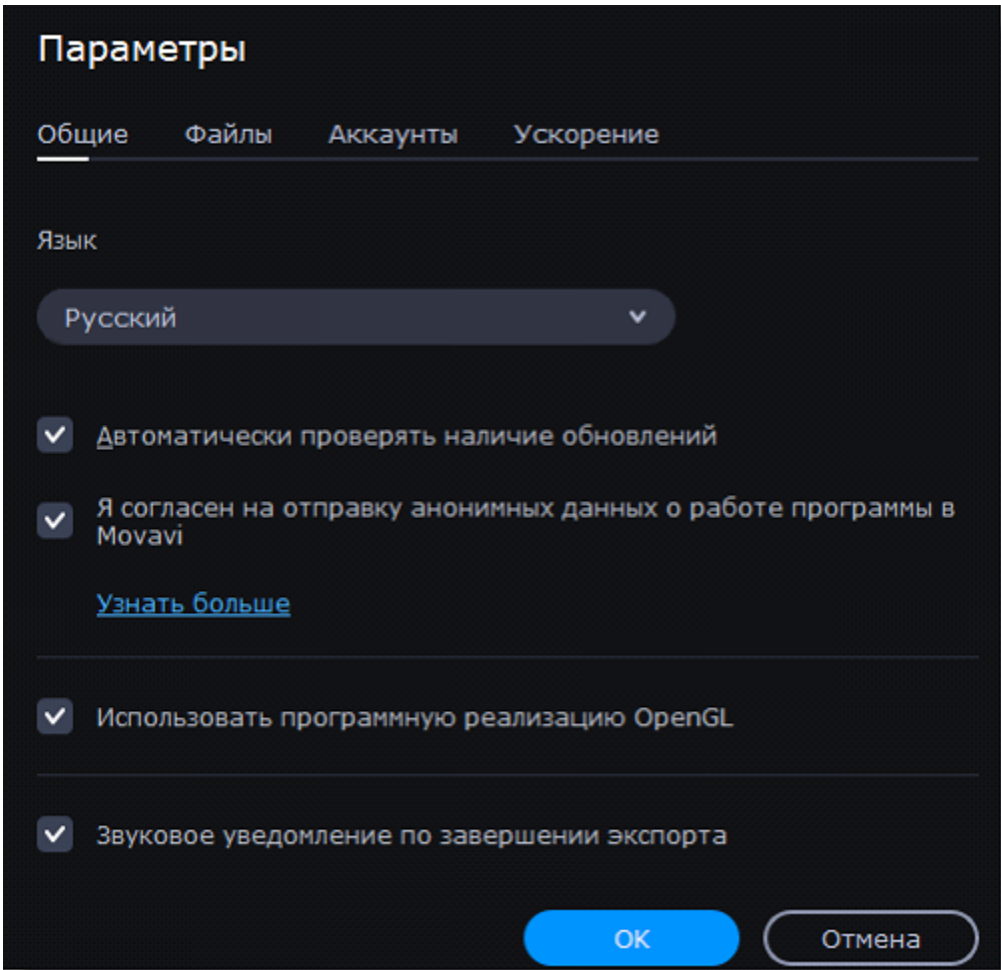 Параметры
Общие Файлы Аккаунты Ускорение
Язык
Русский
Автоматически проверять наличие обновлений
Я согласен на отправку анонимных данных о работе программы в
Movavi
Узнать больше
Использовать программную реализацию OpenGL
Звуковое уведомление по завершении экспорта
OK Отмена